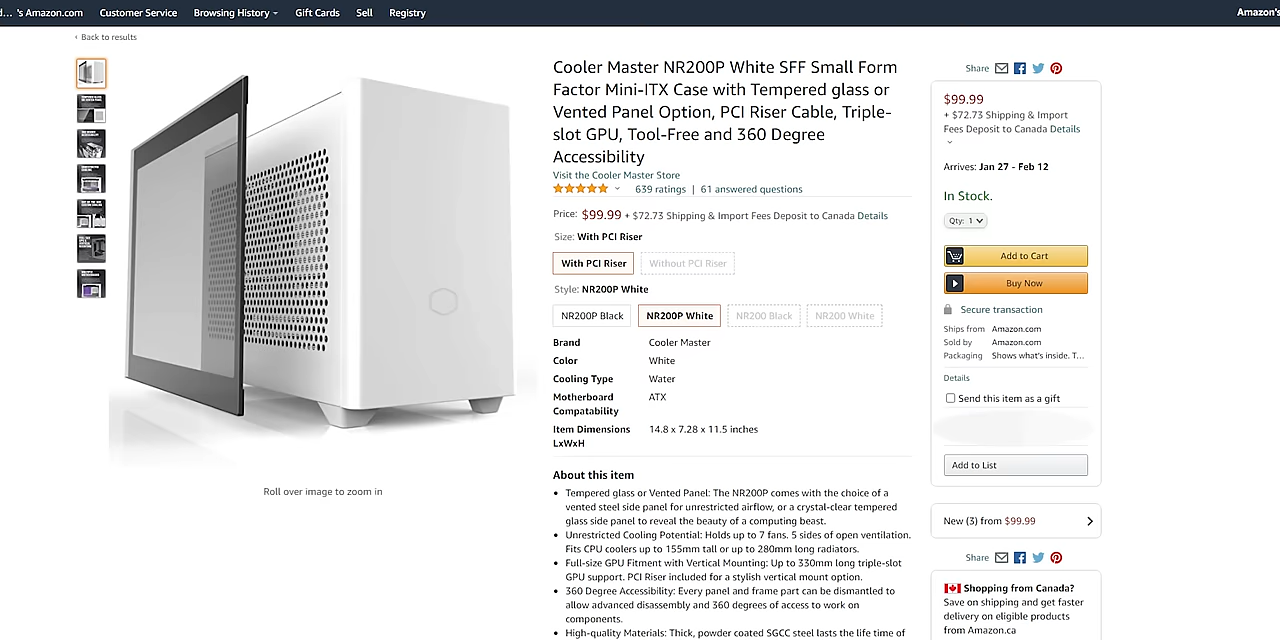 d... 's Amazon.com Customer Service Browsing History Gift Cards Sell Registry Amazon's
‹ Back to results
Roll over image to zoom in
Cooler Master NR200P White SFF Small Form
Factor Mini-ITX Case with Tempered glass or
Vented Panel Option, PCI Riser Cable, Triple-
slot GPU, Tool-Free and 360 Degree
Accessibility
Visit the Cooler Master Store
639 ratings | 61 answered questions
Price: $99.99 + $72.73 Shipping & Import Fees Deposit to Canada Details
Size: With PCI Riser
With PCI Riser Without PCI Riser
Style: NR200P White
NR200P Black NR200P White NR200 Black NR200 White
Brand Cooler Master
Color White
Cooling Type Water
Motherboard ATX
Compatability
Item Dimensions 14.8 x 7.28 x 11.5 inches
LxWxH
About this item
• Tempered glass or Vented Panel: The NR200P comes with the choice of a
vented steel side panel for unrestricted airflow, or a crystal-clear tempered
glass side panel to reveal the beauty of a computing beast.
• Unrestricted Cooling Potential: Holds up to 7 fans. 5 sides of open ventilation.
Fits CPU coolers up to 155mm tall or up to 280mm long radiators.
• Full-size GPU Fitment with Vertical Mounting: Up to 330mm long triple-slot
GPU support. PCI Riser included for a stylish vertical mount option.
• 360 Degree Accessibility: Every panel and frame part can be dismantled to
allow advanced disassembly and 360 degrees of access to work on
components.
• High-quality Materials: Thick, powder coated SGCC steel lasts the life time of
Share
$99.99
+ $72.73 Shipping & Import
Fees Deposit to Canada Details
Arrives: Jan 27 - Feb 12
In Stock.
Qty: 1
Add to Cart
Buy Now
Secure transaction
Ships from Amazon.com
Sold by Amazon.com
Packaging Shows what's inside. T...
Details
Send this item as a gift
Add to List
New (3) from $99.99
Share
Shopping from Canada?
Save on shipping and get faster
delivery on eligible products
from Amazon.ca